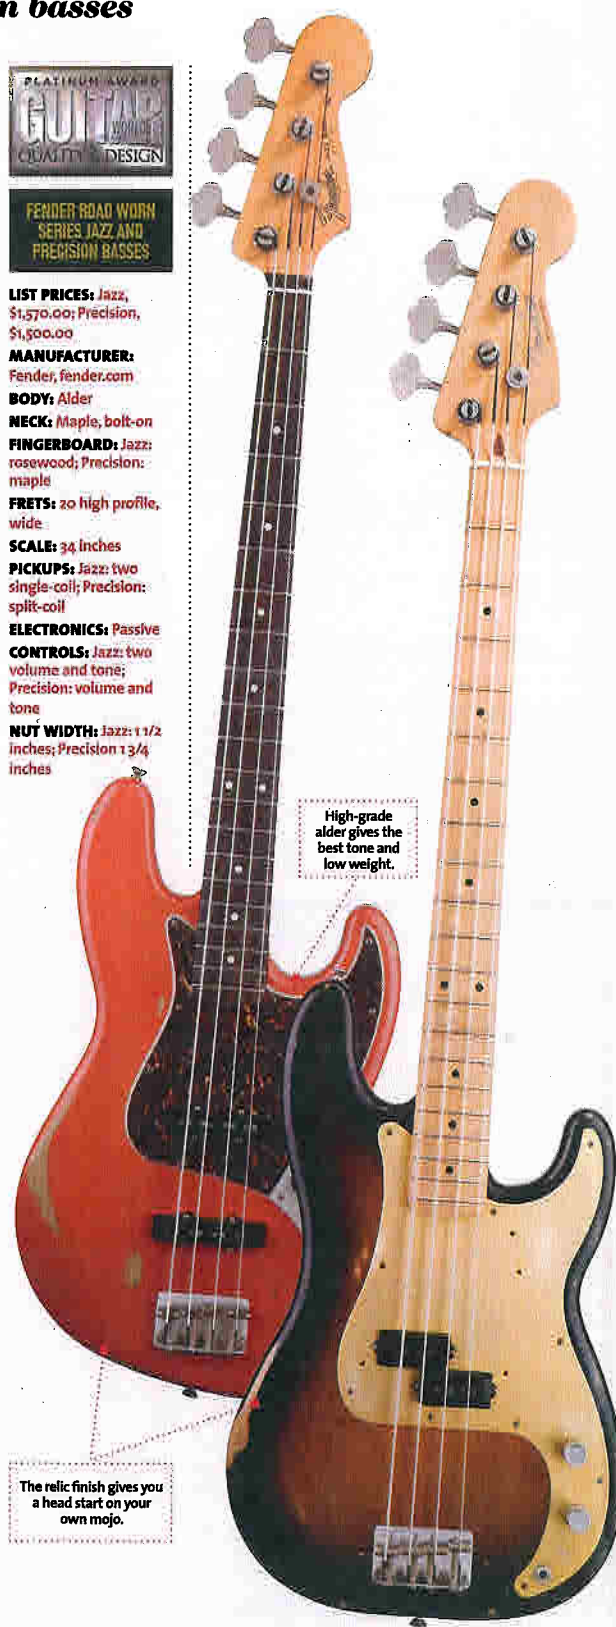 n basses
PLATINUM AWARD
GUITAR
WORLD
QUALITY & DESIGN
FENDER ROAD WORN
SERIES JAZZ AND
PRECISION BASSES
LIST PRICES: Jazz,
$1,570.00; Precision,
$1,500.00
MANUFACTURER:
Fender, fender.com
BODY: Alder
NECK: Maple, bolt-on
FINGERBOARD: Jazz:
rosewood; Precision:
maple
FRETS: 20 high profile,
wide
SCALE: 34 inches
PICKUPS: Jazz: two
single-coil; Precision:
split-coil
ELECTRONICS: Passive
CONTROLS: Jazz: two
volume and tone;
Precision: volume and
tone
NUT WIDTH: Jazz: 1 1/2
inches; Precision 1 3/4
inches
High-grade
alder gives the
best tone and
low weight.
The relic finish gives you
a head start on your
own mojo.